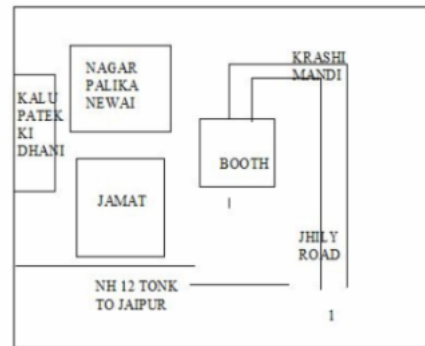 KRASHI
MANDI
NAGAR
PALIKA
NEWAI
KALU
PATEK
KI
DHANI
BOOTH
JAMAT
JHILY
ROAD
NH 12 TONK
TO JAIPUR
1